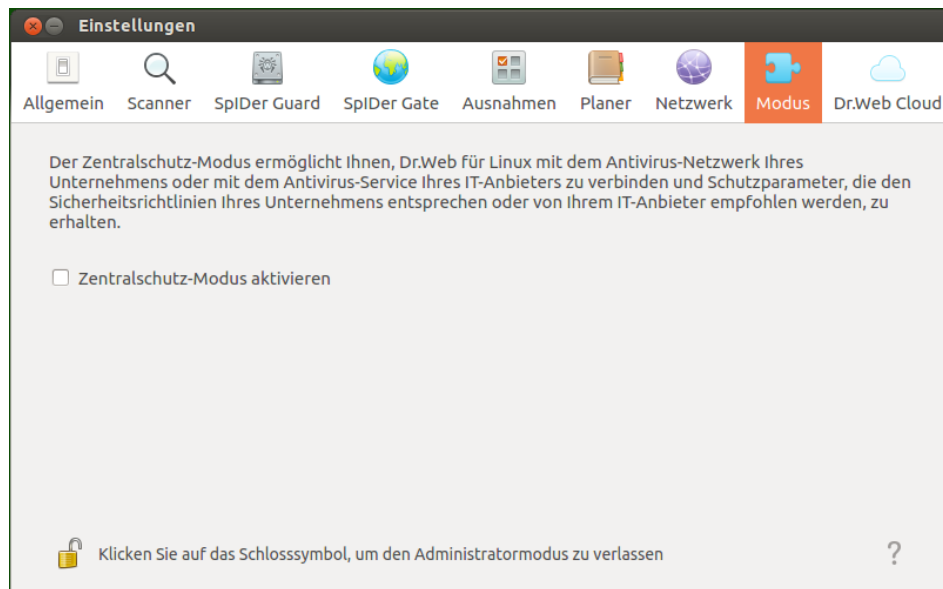 Einstellungen
Allgemein Scanner SpIDer Guard SpIDer Gate Ausnahmen Planer Netzwerk Modus Dr.Web Cloud
Der Zentralschutz-Modus ermöglicht Ihnen, Dr.Web für Linux mit dem Antivirus-Netzwerk Ihres
Unternehmens oder mit dem Antivirus-Service Ihres IT-Anbieters zu verbinden und Schutzparameter, die den
Sicherheitsrichtlinien Ihres Unternehmens entsprechen oder von Ihrem IT-Anbieter empfohlen werden, zu
erhalten.
Zentralschutz-Modus aktivieren
Klicken Sie auf das Schlosssymbol, um den Administratormodus zu verlassen ?